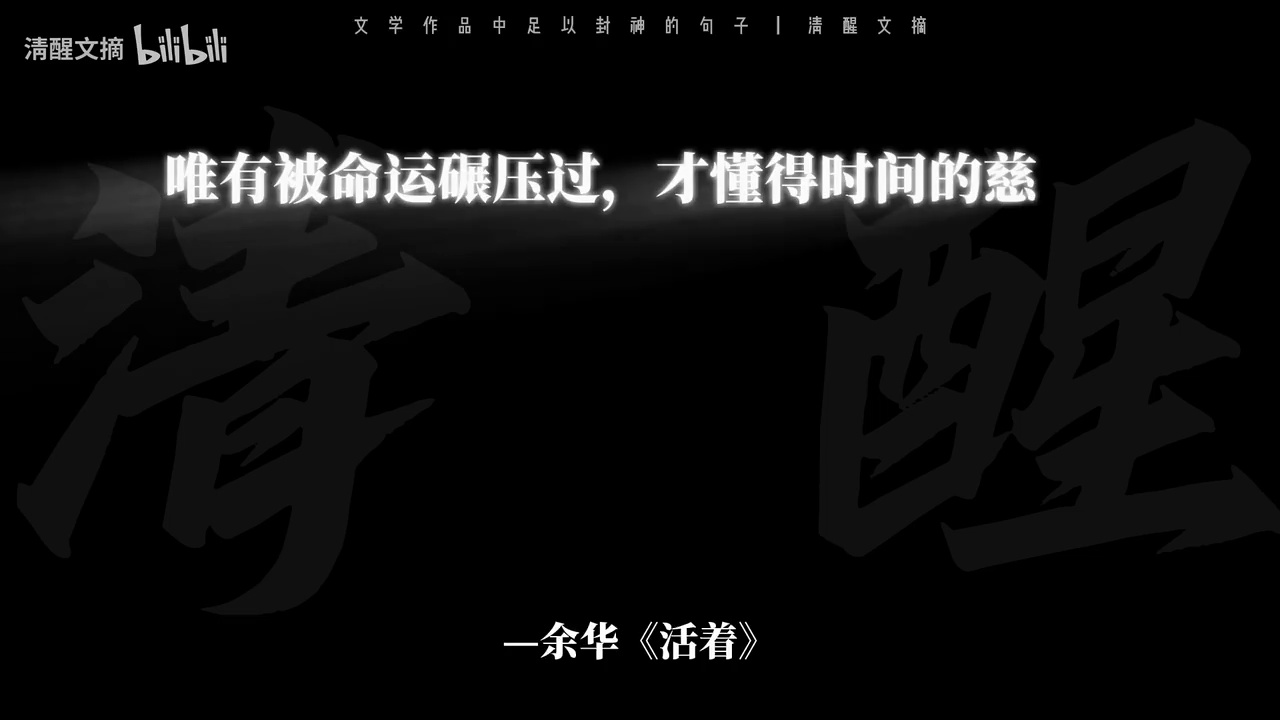 文学作品中足以封神的句子 | 清醒文摘
清醒文摘 bilibili
唯有被命运碾压过，才懂得时间的慈
清醒
—余华《活着》